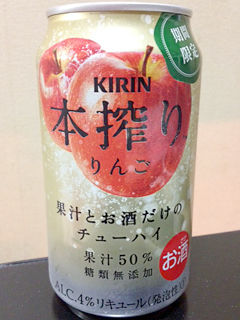 期間
限定
KIRIN
本搾り
りんご
果汁とお酒だけの
チューハイ
果汁50%
糖類無添加
お酒
ALC.4% リキュール(発泡性)